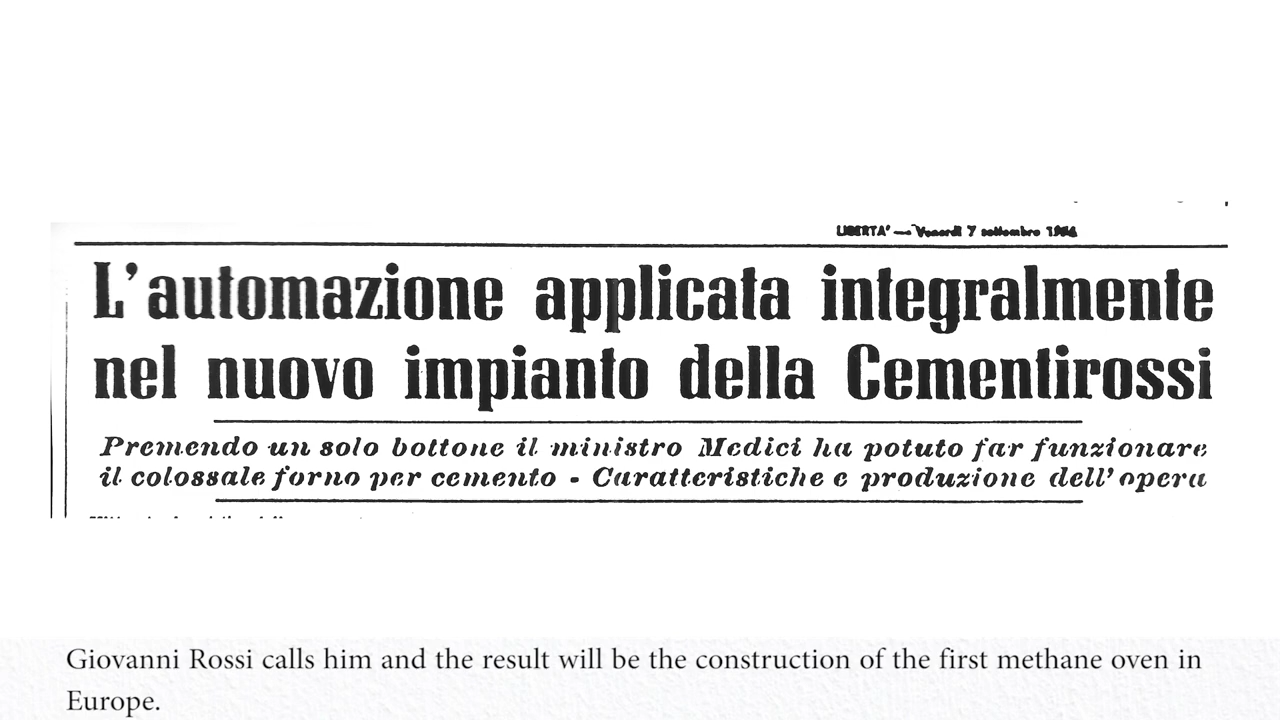 LIBERTA' — Venerdì 7 settembre 1956
L'automazione applicata integralmente
nel nuovo impianto della Cementirossi
Premendo un solo bottone il ministro Medici ha potuto far funzionare
il colossale forno per cemento - Caratteristiche e produzione dell'opera
Giovanni Rossi calls him and the result will be the construction of the first methane oven in
Europe.